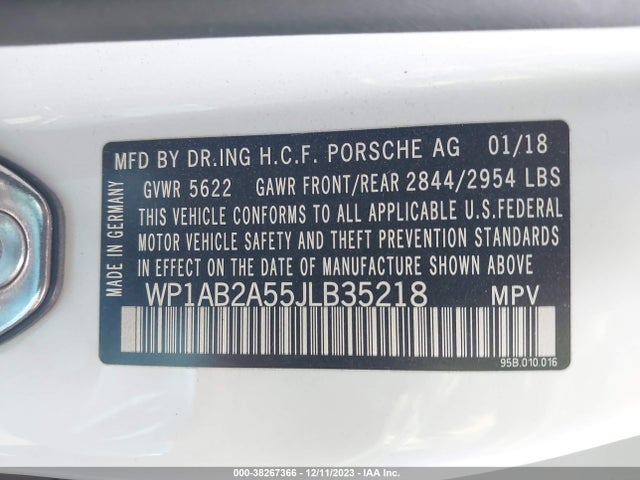 MFD BY DR.ING H.C.F. PORSCHE AG 01/18
GVWR 5622 GAWR FRONT/REAR 2844/2954 LBS
THIS VEHICLE CONFORMS TO ALL APPLICABLE U.S.FEDERAL
MOTOR VEHICLE SAFETY AND THEFT PREVENTION STANDARDS
IN EFFECT ON THE DATE OF MANUFACTURE SHOWN ABOVE
WP1AB2A55JLB35218 MPV
95B.010.016
MADE IN GERMANY
000-38267366 - 12/11/2023 - IAAI.com